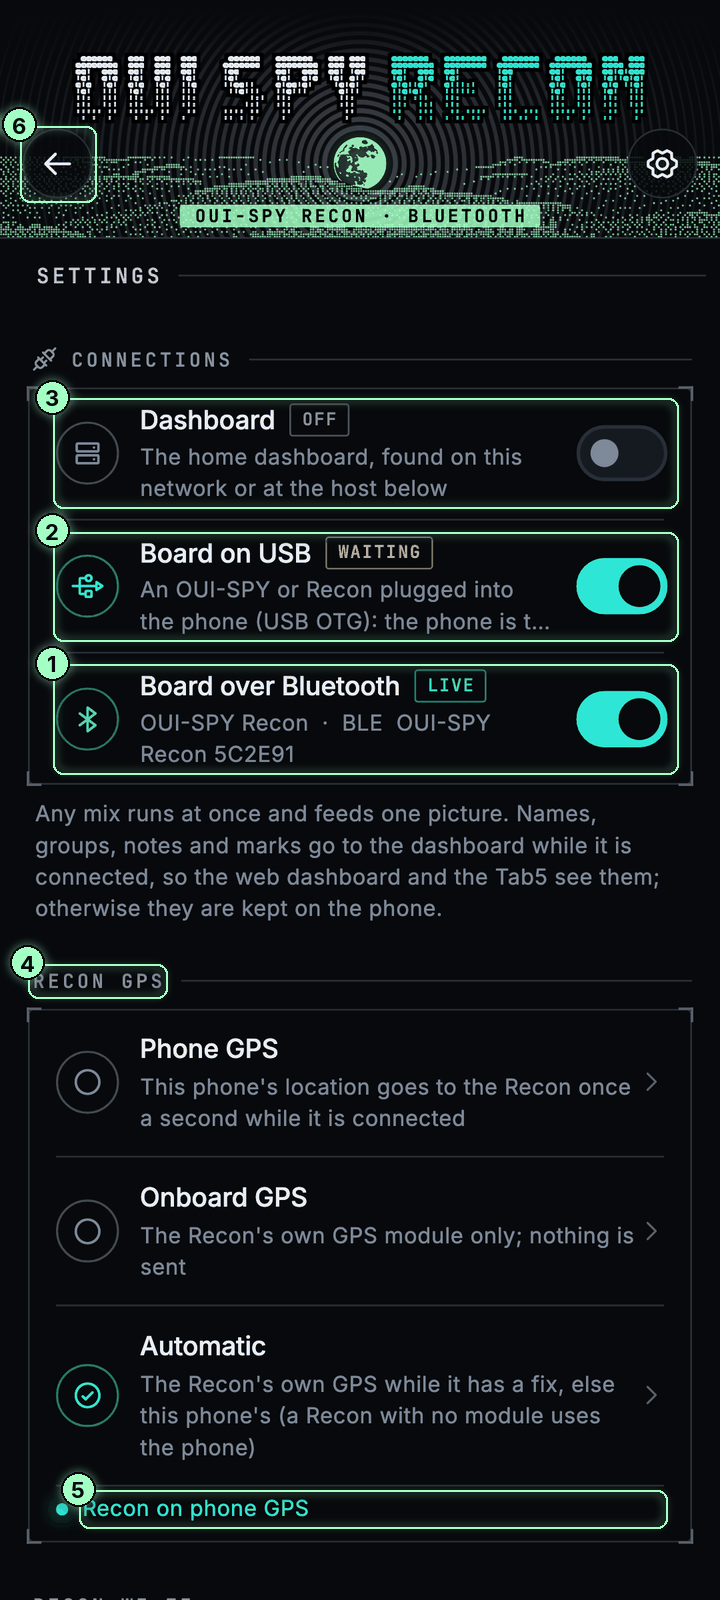 OUI SPY RECON
6
OUI-SPY RECON · BLUETOOTH
SETTINGS
CONNECTIONS
3
Dashboard OFF
The home dashboard, found on this
network or at the host below
2
Board on USB WAITING
An OUI-SPY or Recon plugged into
the phone (USB OTG): the phone is t...
1
Board over Bluetooth LIVE
OUI-SPY Recon · BLE OUI-SPY
Recon 5C2E91
Any mix runs at once and feeds one picture. Names,
groups, notes and marks go to the dashboard while it is
connected, so the web dashboard and the Tab5 see them;
otherwise they are kept on the phone.
4
RECON GPS
Phone GPS
This phone's location goes to the Recon once
a second while it is connected
Onboard GPS
The Recon's own GPS module only; nothing is
sent
Automatic
The Recon's own GPS while it has a fix, else
this phone's (a Recon with no module uses
the phone)
5
Recon on phone GPS